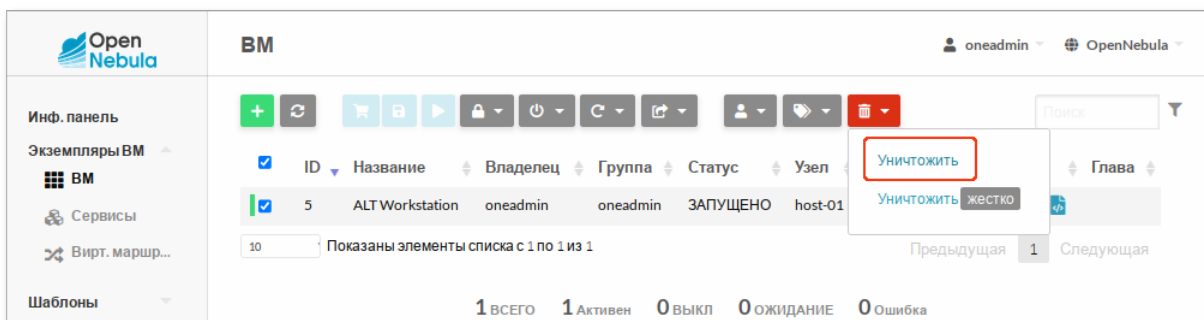 Open
Nebula
ВМ
oneadmin
OpenNebula
Инф. панель
Поиск
Экземпляры ВМ
ВМ
Сервисы
Вирт. маршр...
Шаблоны
ID Название Владелец Группа Статус Узел Глава
Уничтожить
Уничтожить жестко
5 ALT Workstation oneadmin oneadmin ЗАПУЩЕНО host-01
10 Показаны элементы списка с 1 по 1 из 1
Предыдущая 1 Следующая
1 ВСЕГО 1 Активен 0 ВЫКЛ 0 ОЖИДАНИЕ 0 Ошибка